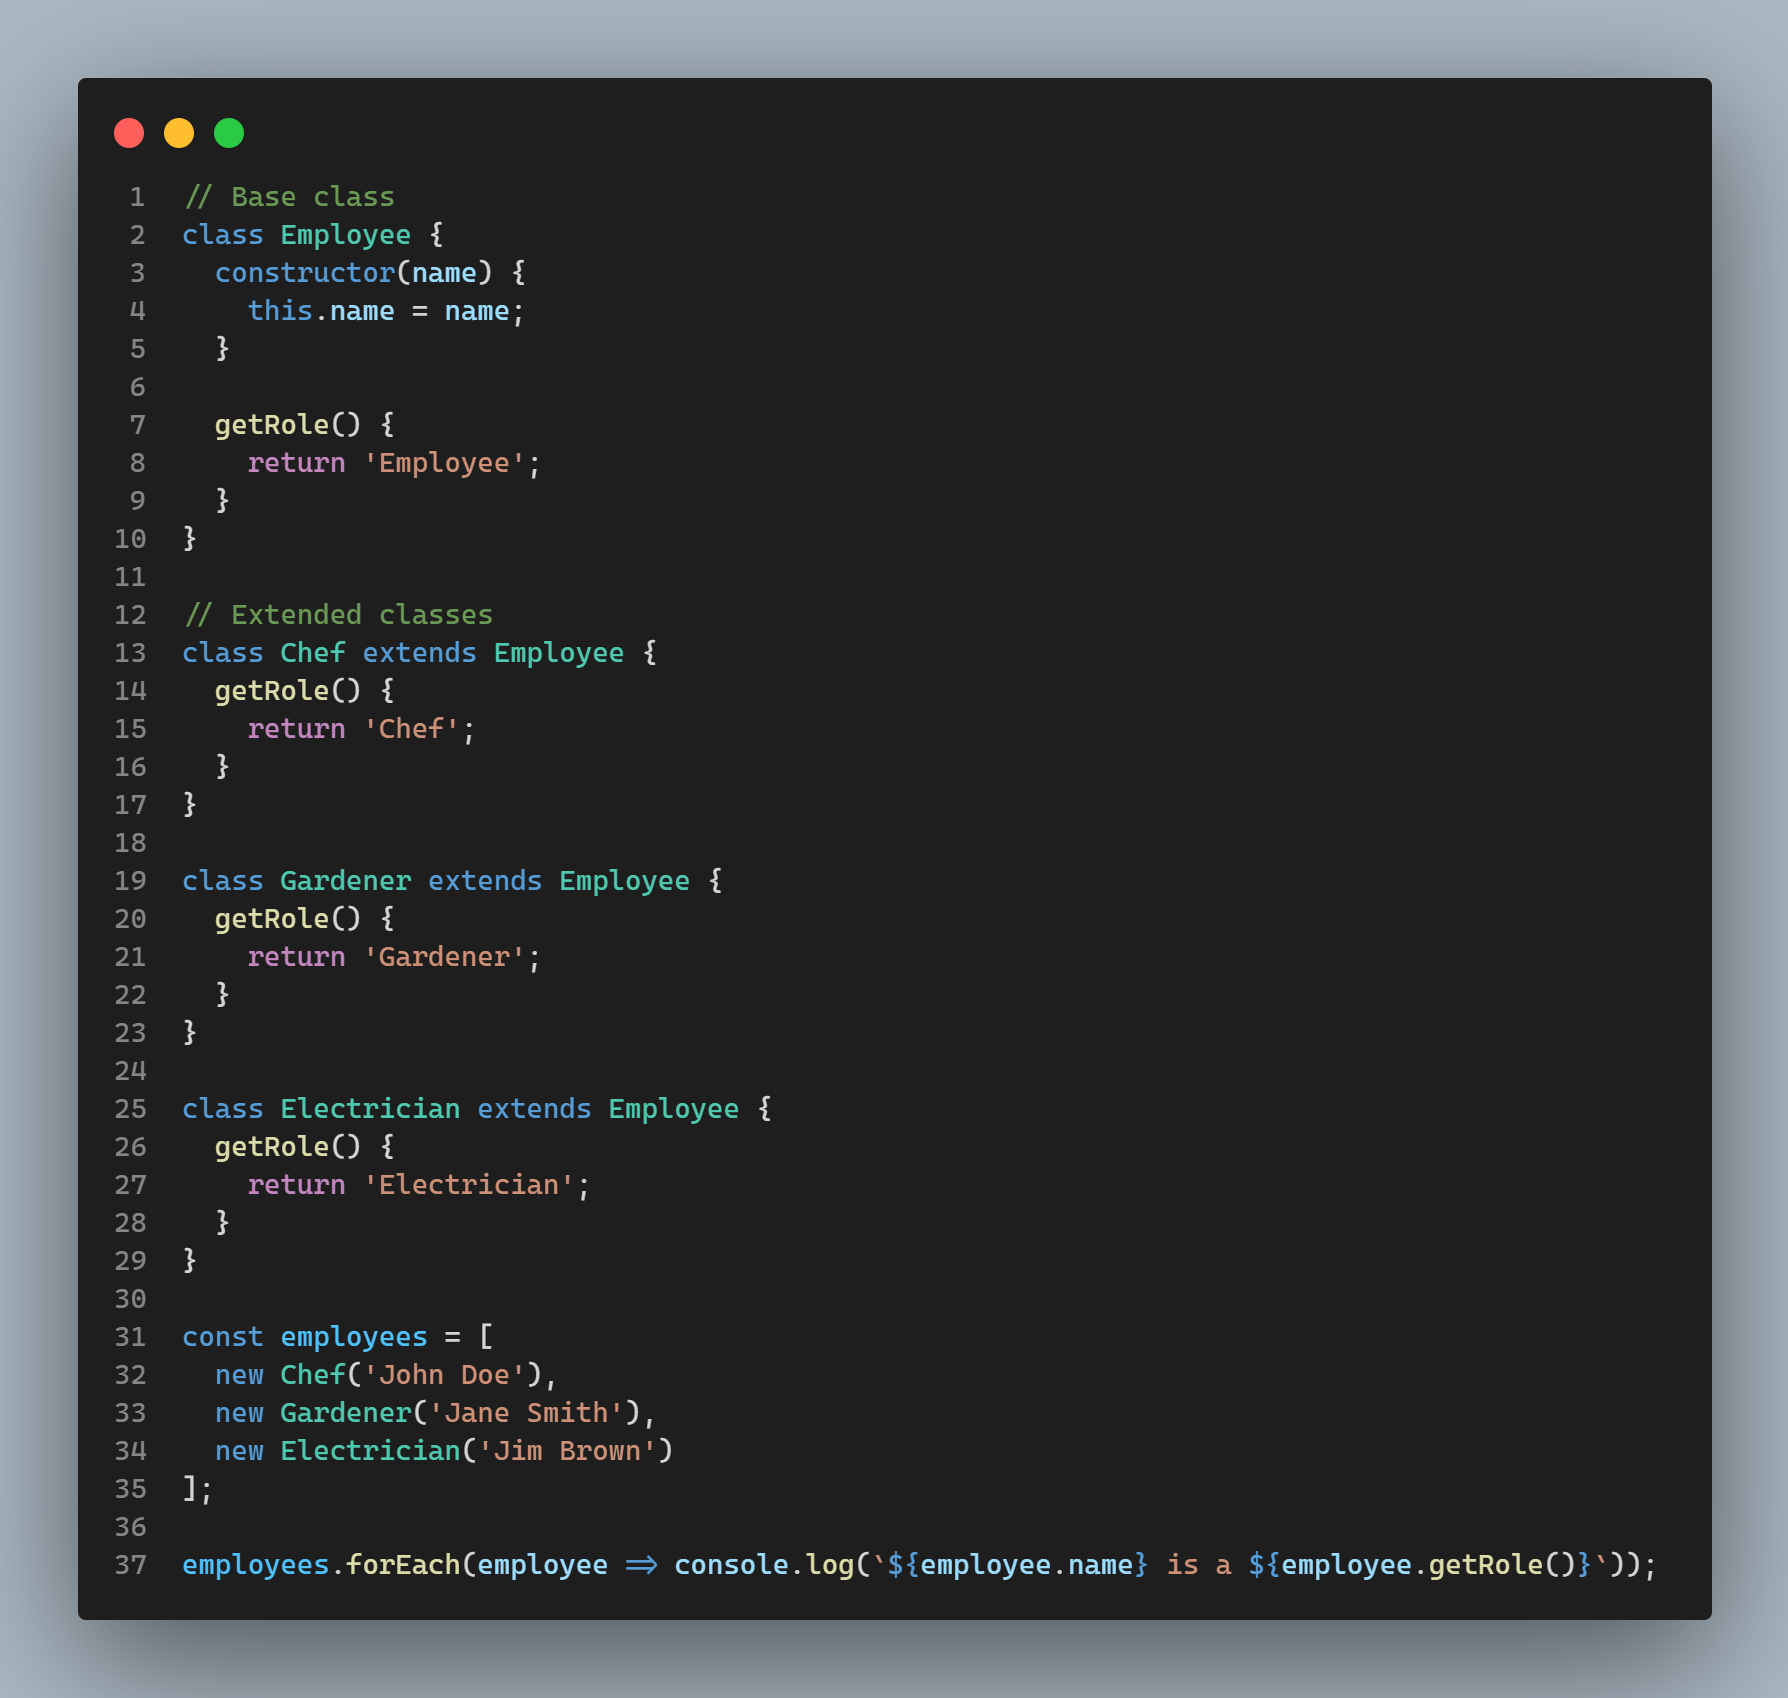 1 // Base class
2 class Employee {
3   constructor(name) {
4     this.name = name;
5   }
6
7   getRole() {
8     return 'Employee';
9   }
10 }
11
12 // Extended classes
13 class Chef extends Employee {
14   getRole() {
15     return 'Chef';
16   }
17 }
18
19 class Gardener extends Employee {
20   getRole() {
21     return 'Gardener';
22   }
23 }
24
25 class Electrician extends Employee {
26   getRole() {
27     return 'Electrician';
28   }
29 }
30
31 const employees = [
32   new Chef('John Doe'),
33   new Gardener('Jane Smith'),
34   new Electrician('Jim Brown')
35 ];
36
37 employees.forEach(employee => console.log(`${employee.name} is a ${employee.getRole()}`));